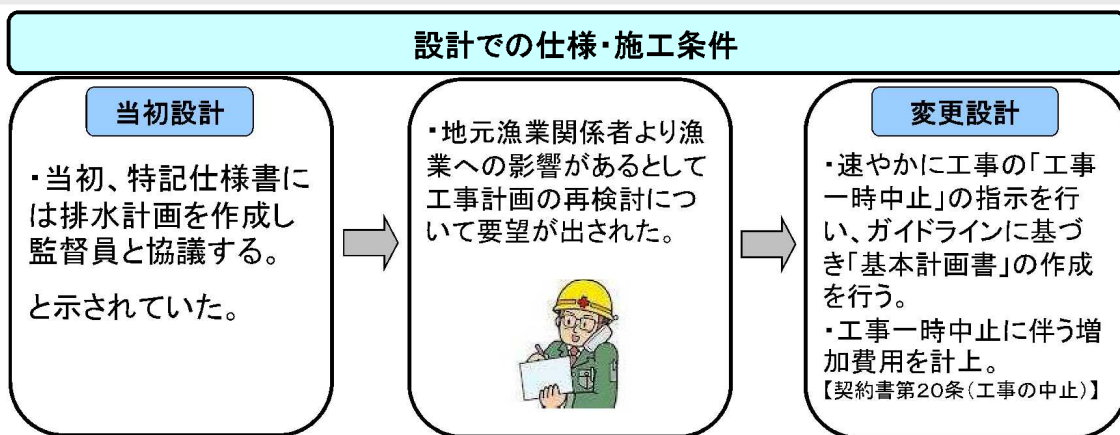 設計での仕様・施工条件
当初設計
・当初、特記仕様書に
は排水計画を作成し
監督員と協議する。
と示されていた。
・地元漁業関係者より漁
業への影響があるとして
工事計画の再検討につ
いて要望が出された。
変更設計
・速やかに工事の「工事
一時中止」の指示を行
い、ガイドラインに基づ
き「基本計画書」の作成
を行う。
・工事一時中止に伴う増
加費用を計上。
【契約書第20条(工事の中止)】